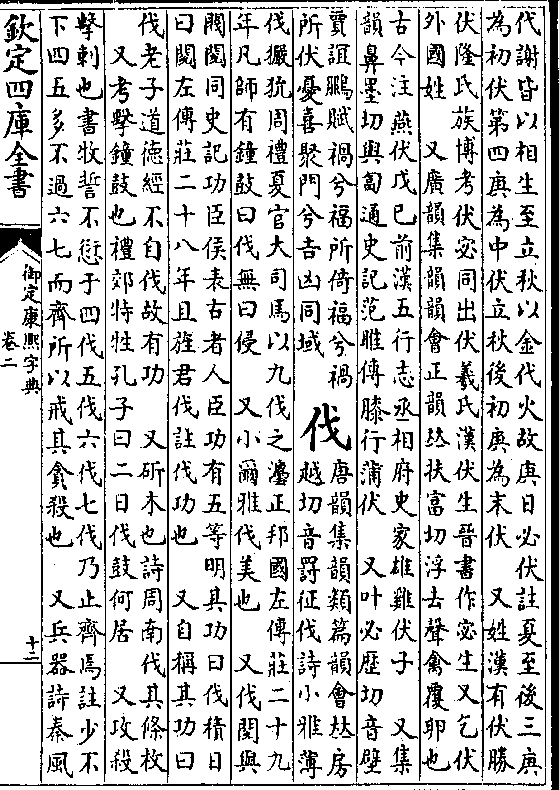 代謝皆以相生至立秋以金代火故庚日必伏註夏至後三庚
為初伏第四庚為中伏立秋後初庚為末伏　又姓漢有伏勝
伏隆氏族博考伏宓同出伏羲氏漢伏生晉書作宓生又乞伏
外國姓　又廣韻集韻韻會正韻𠀤扶富切浮去聲禽覆卵也
古今注燕伏戊巳前漢五行志丞相府史家雄雞伏子　又集
韻鼻墨切與匐通史記范睢傳膝行蒲伏　又叶必歷切音壁
賈誼鵬賦禍兮福所倚福兮禍
所伏憂喜聚門兮吉凶同域
伐
唐韻集韻類篇韻會𠀤房
越切音罰征伐詩小雅薄
伐玁狁周禮夏官大司馬以九伐之灋正邦國左傳莊二十九
年凡師有鐘鼓曰伐無曰侵　又小爾雅伐美也　又伐閱與
閥閱同史記功臣侯表古者人臣功有五等明其功曰伐積日
曰閱左傳莊二十八年且旌君伐註伐功也　又自稱其功曰
伐老子道德經不自伐故有功　又斫木也詩周南伐其條枚
　又考擊鐘鼓也禮郊特牲孔子曰二日伐鼓何居　又攻殺
擊刺也書牧誓不愆于四伐五伐六伐七伐乃止齊焉註少不
下四五多不過六七而齊所以戒其貪殺也　又兵器詩秦風
欽定四庫全書
御定康熙字典
卷二
十二